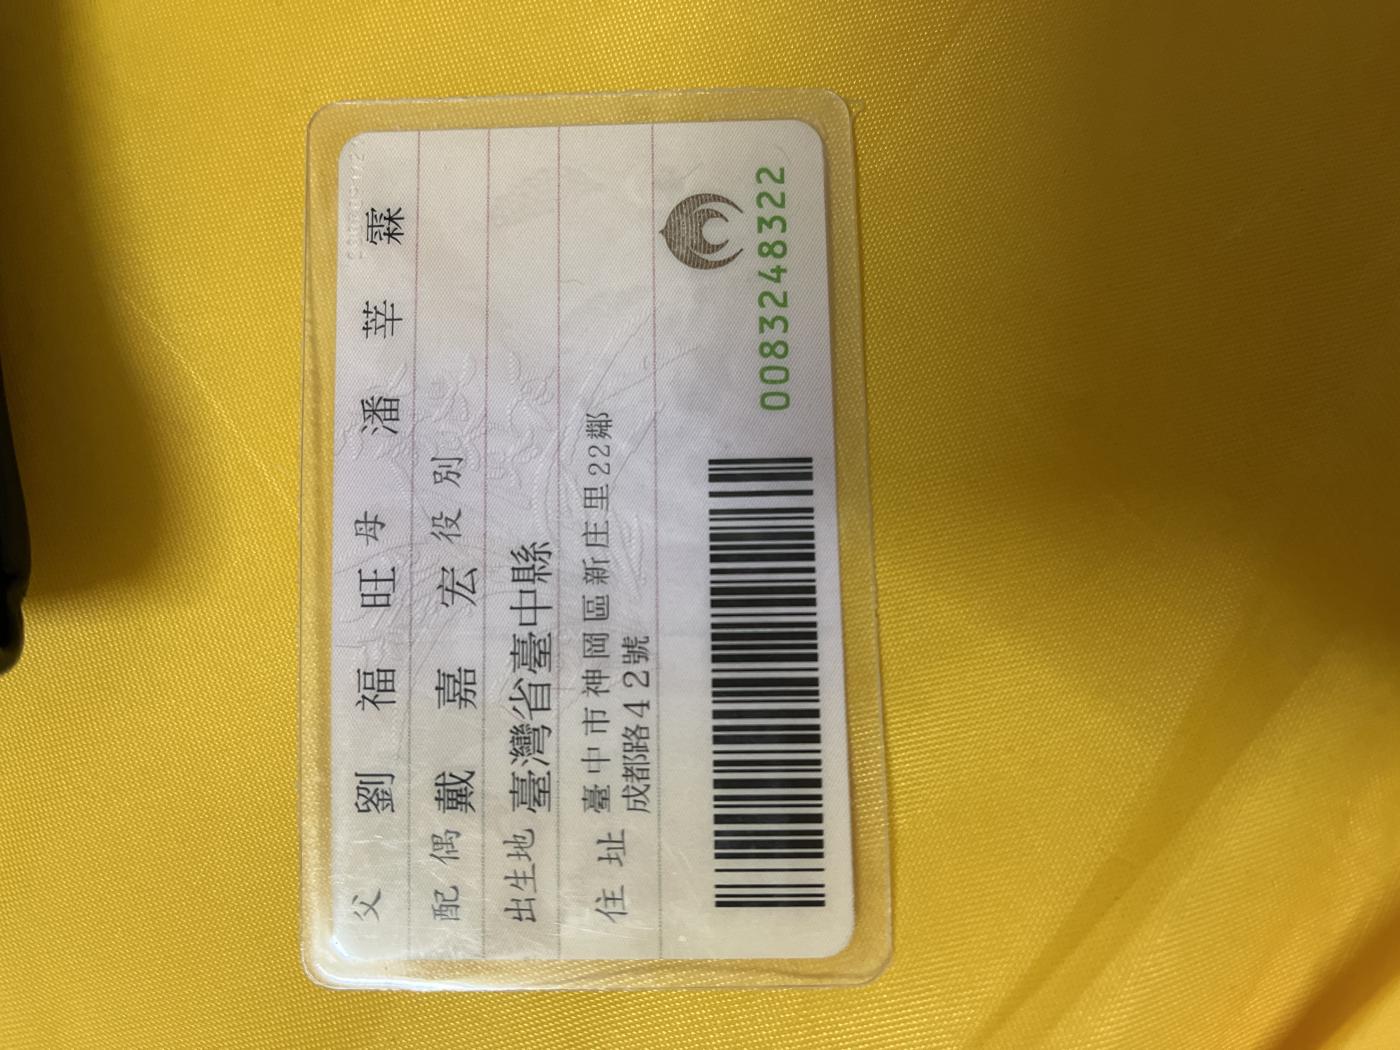 父 劉福旺 母 潘莘霖
配偶 戴嘉宏 役別
出生地 臺灣省臺中縣
住址 臺中市神岡區新庄里22鄰
成都路42號
0083248322